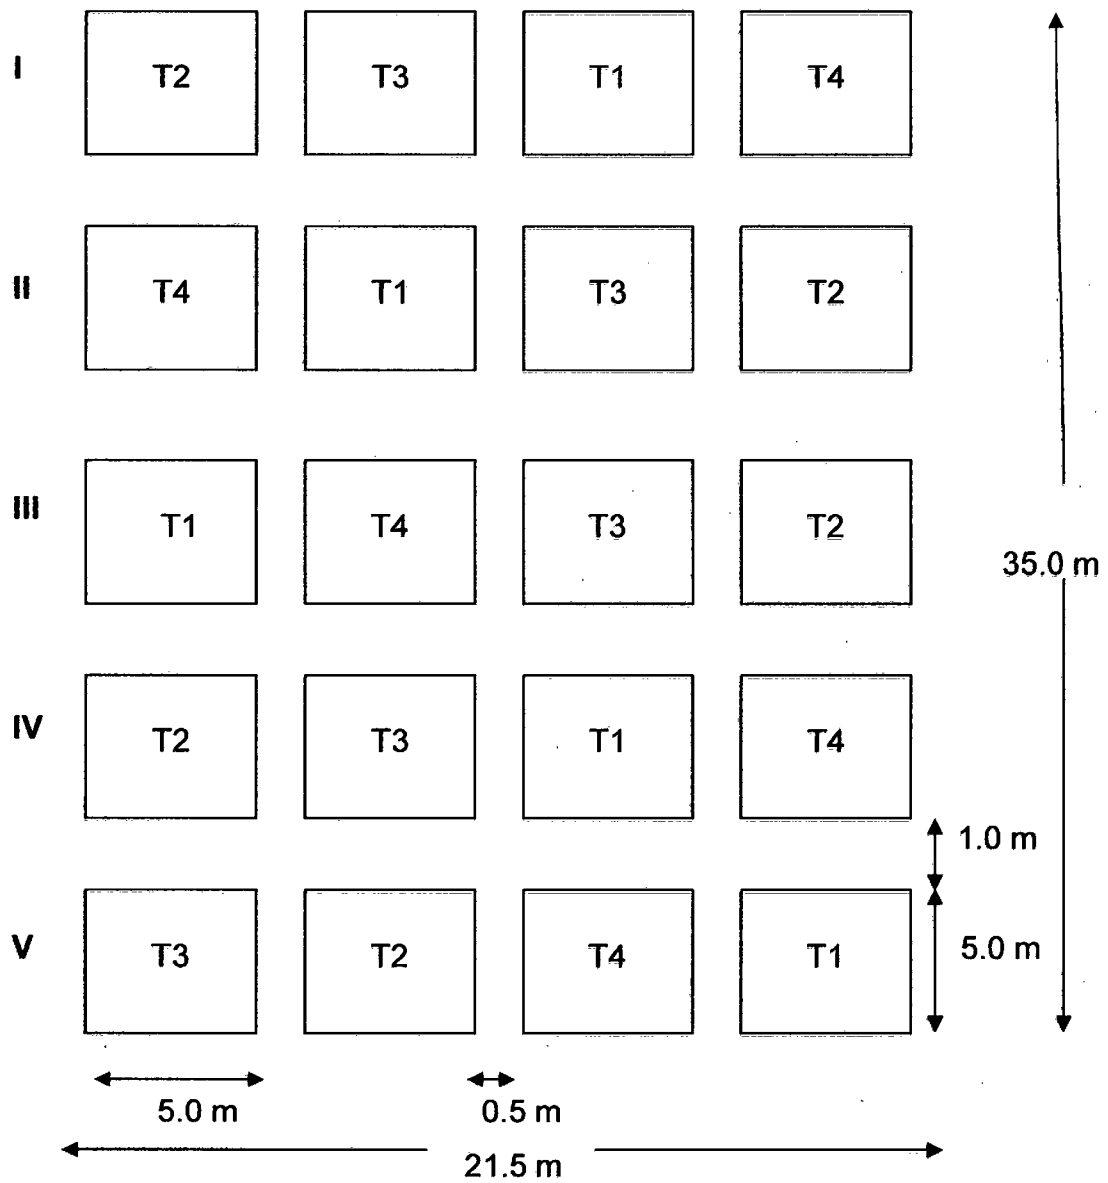 I T2 T3 T1 T4
II T4 T1 T3 T2
III T1 T4 T3 T2
35.0 m
IV T2 T3 T1 T4
1.0 m
V T3 T2 T4 T1
5.0 m
5.0 m 0.5 m
21.5 m